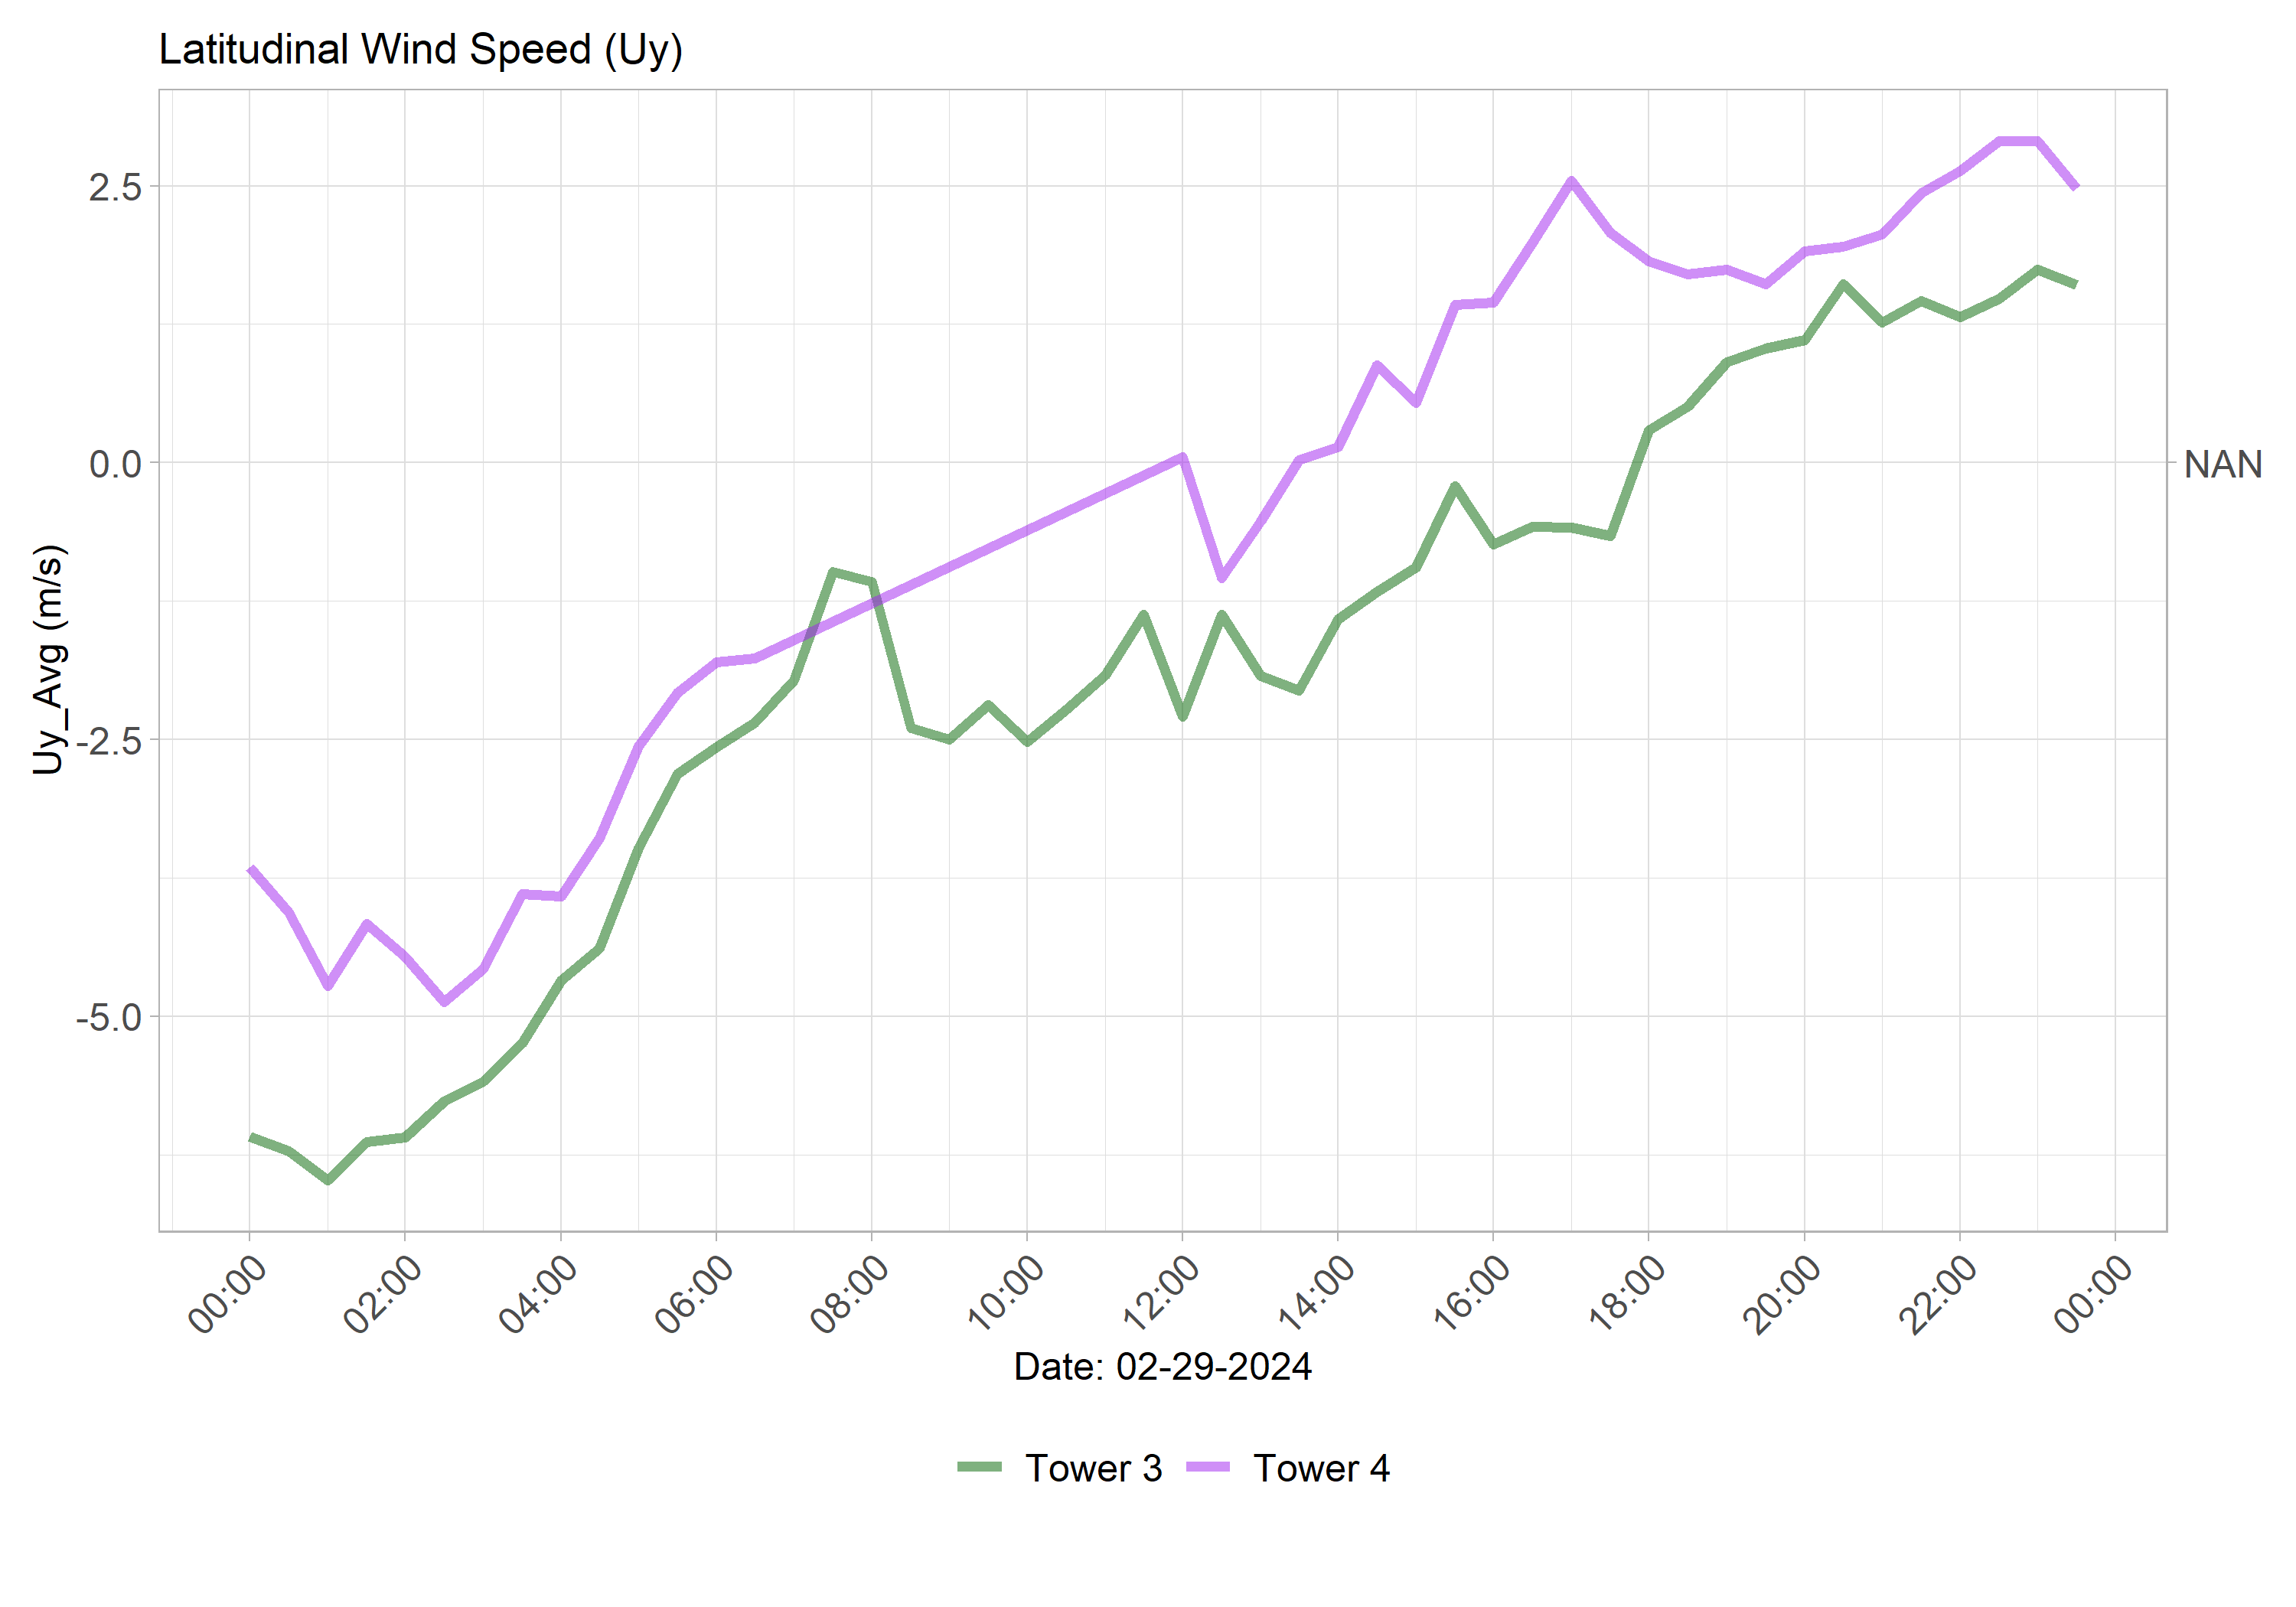 Latitudinal Wind Speed (Uy)
Uy_Avg (m/s)
2.5
0.0
-2.5
-5.0
NAN
00:00 02:00 04:00 06:00 08:00 10:00 12:00 14:00 16:00 18:00 20:00 22:00 00:00
Date: 02-29-2024
Tower 3 Tower 4